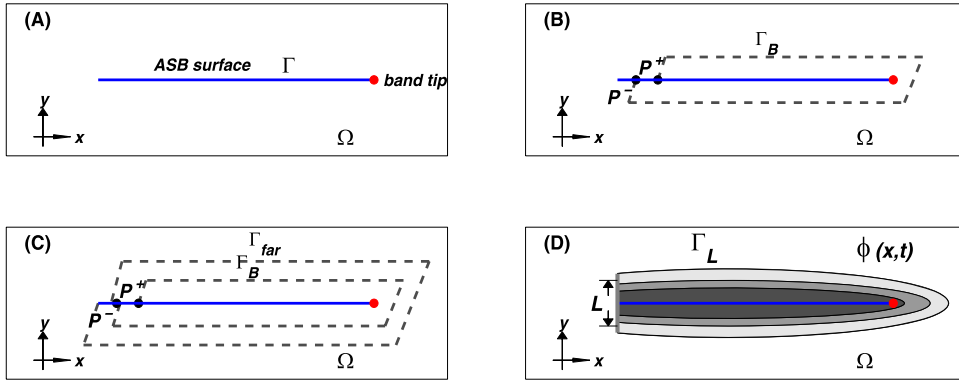 (A)
ASB surface Γ
band tip
y
x
Ω
(B)
Γ_B
P^+
P^-
y
x
Ω
(C)
Γ_far
Γ_B
P^+
P^-
y
x
Ω
(D)
Γ_L
ϕ (x,t)
L
y
x
Ω